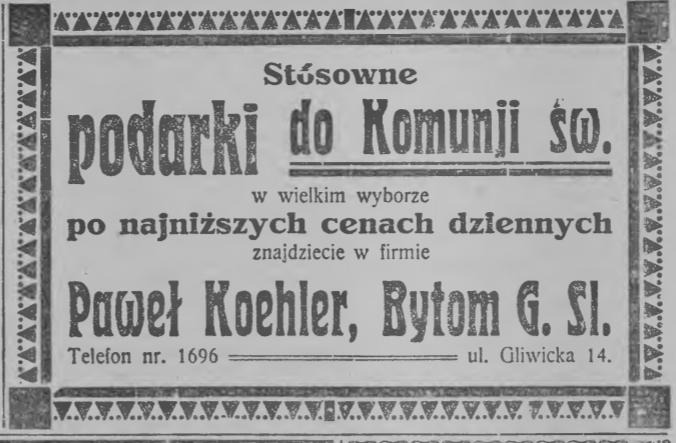 Stósowne
podarki do Komunji św.
w wielkim wyborze
po najniższych cenach dziennych
znajdziecie w firmie
Paweł Koehler, Bytom G. Sl.
Telefon nr. 1696 ul. Gliwicka 14.